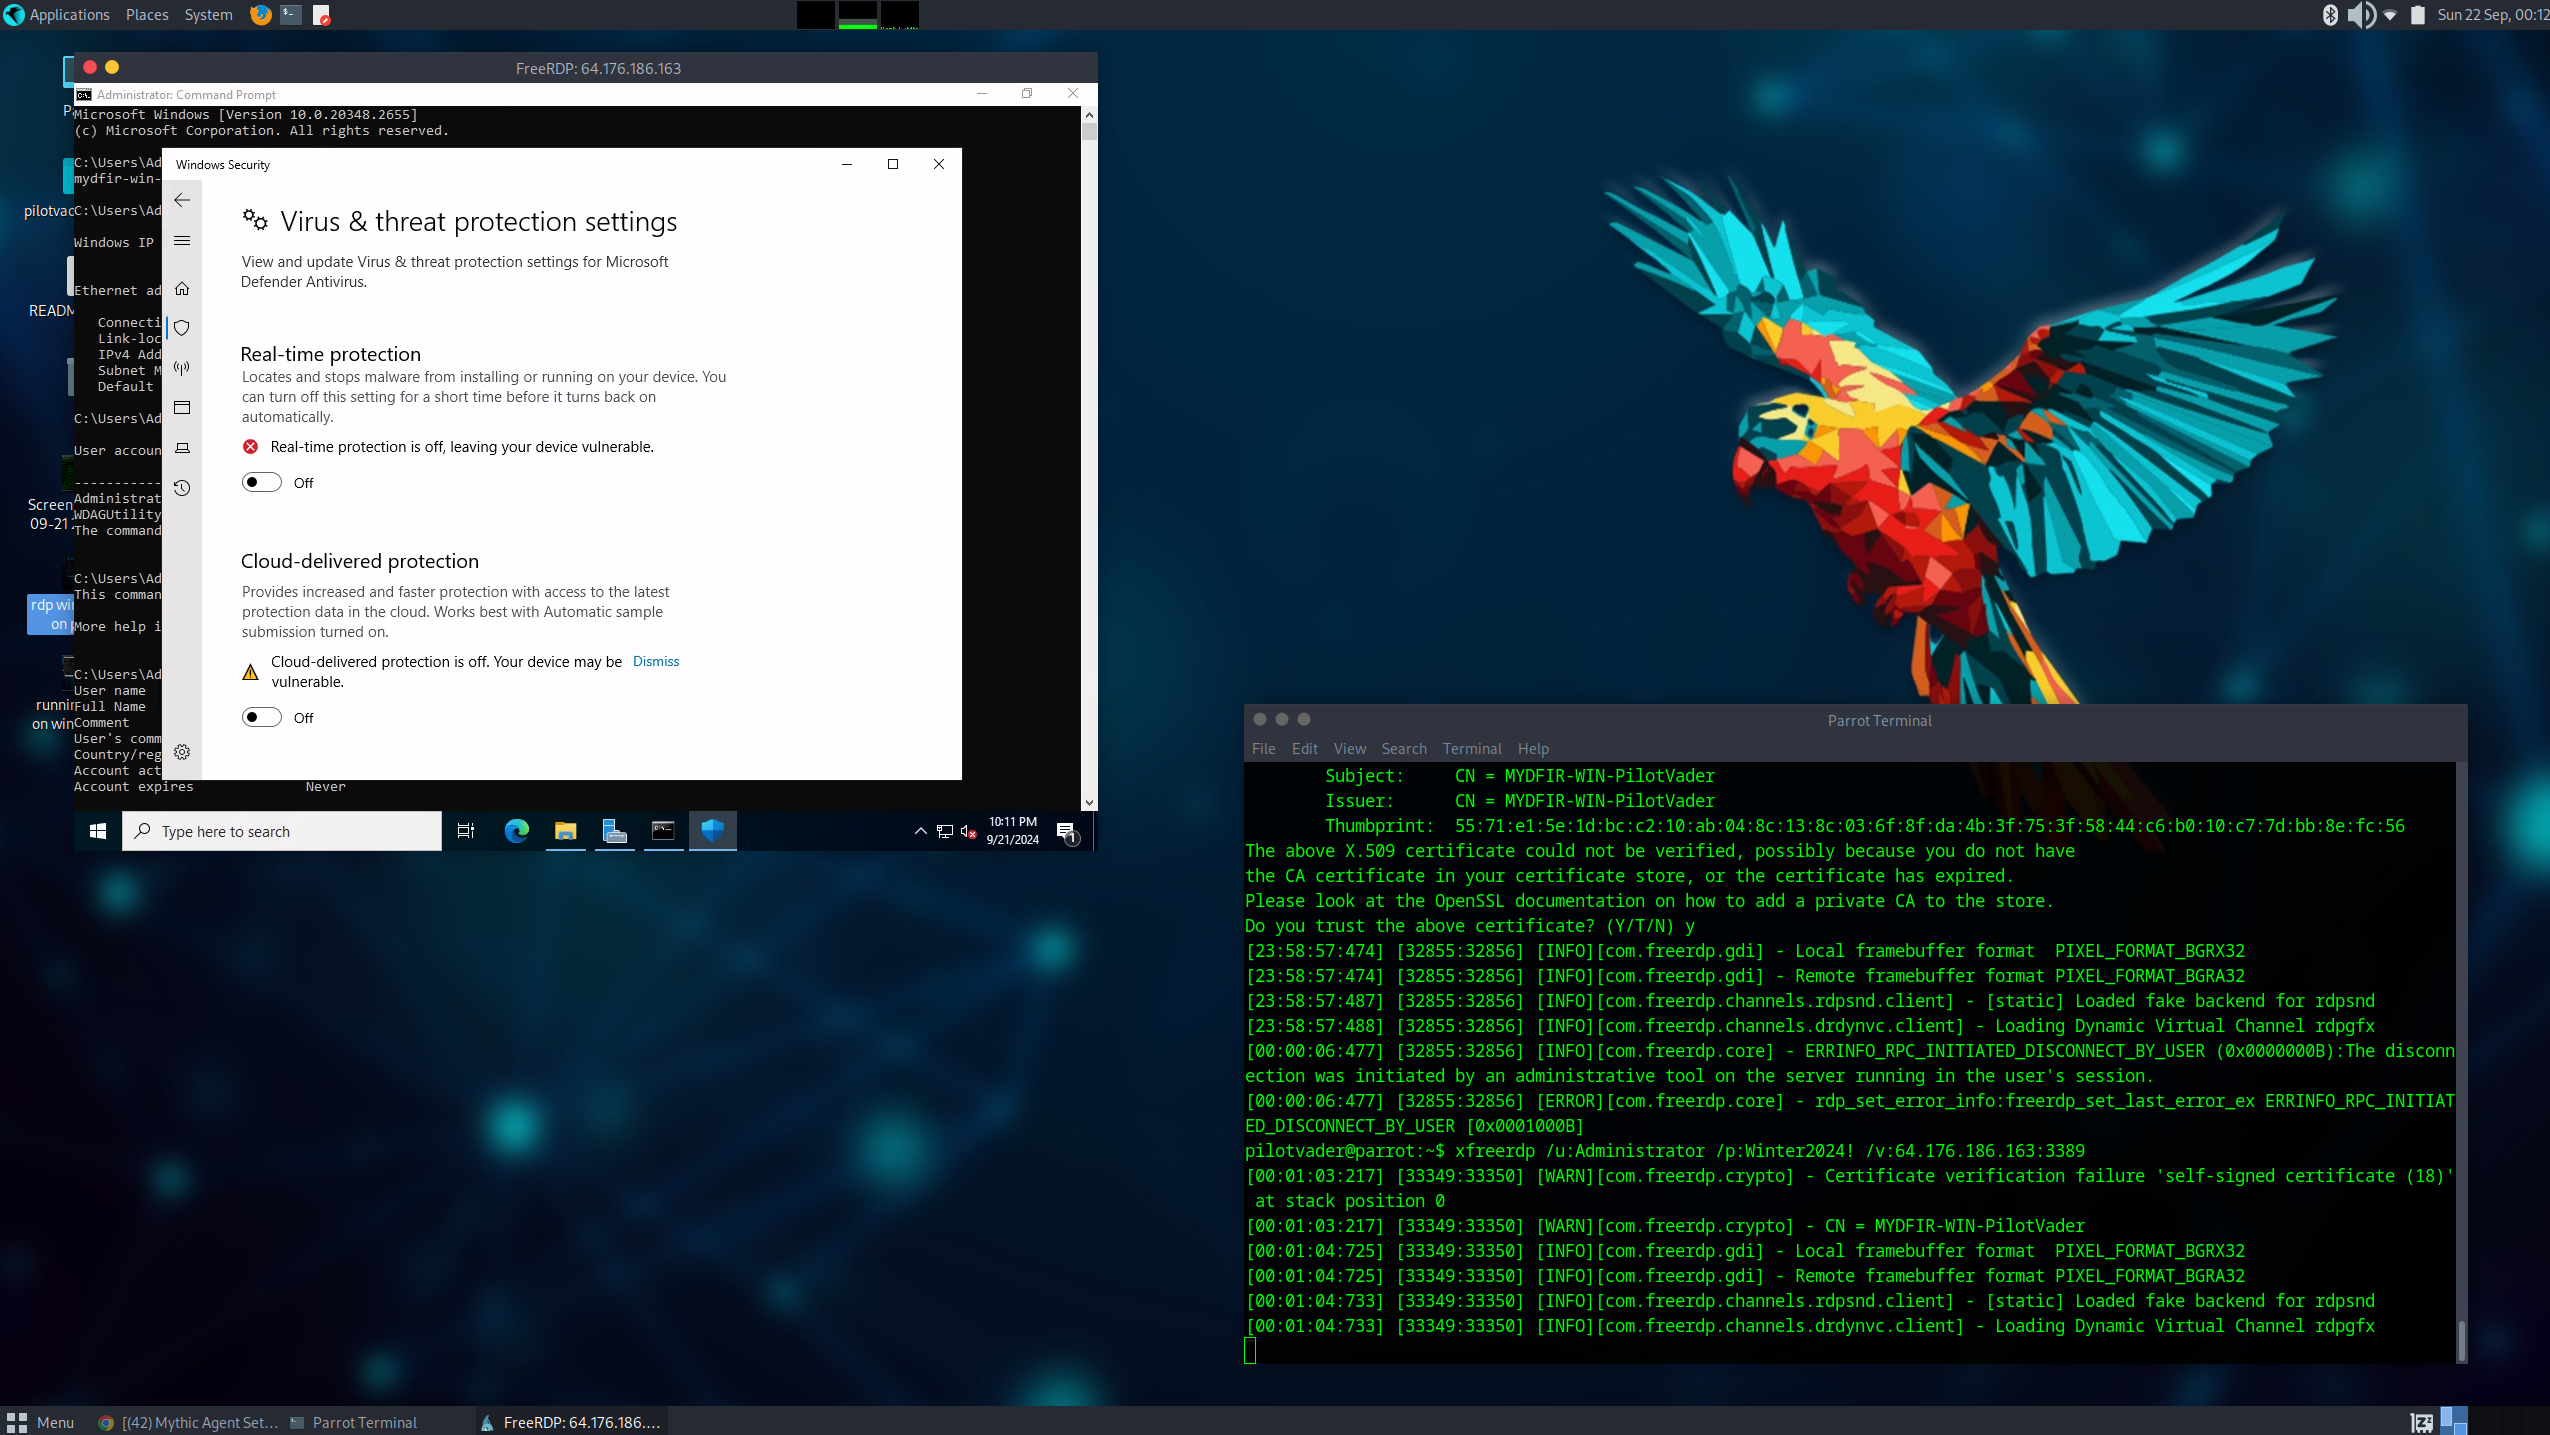 Applications Places System
Sun 22 Sep, 00:12
FreeRDP: 64.176.186.163
Administrator: Command Prompt
Microsoft Windows [Version 10.0.20348.2655]
(c) Microsoft Corporation. All rights reserved.
C:\Users\Ad
mydfir-win-
C:\Users\Ad
Windows IP
Ethernet ad
Connecti
Link-loc
IPv4 Add
Subnet M
Default
C:\Users\Ad
User accoun
-----------
Administrat
WDAGUtility
The command
C:\Users\Ad
This comman
More help i
C:\Users\Ad
User name
Full Name
Comment
User's comm
Country/reg
Account act
Account expires Never
pilotvad
READM
Screen
09-21
rdp wi
on
runnin
on win
Windows Security
Virus & threat protection settings
View and update Virus & threat protection settings for Microsoft
Defender Antivirus.
Real-time protection
Locates and stops malware from installing or running on your device. You
can turn off this setting for a short time before it turns back on
automatically.
Real-time protection is off, leaving your device vulnerable.
Off
Cloud-delivered protection
Provides increased and faster protection with access to the latest
protection data in the cloud. Works best with Automatic sample
submission turned on.
Cloud-delivered protection is off. Your device may be Dismiss
vulnerable.
Off
Type here to search
10:11 PM
9/21/2024
1
Parrot Terminal
File Edit View Search Terminal Help
Subject: CN = MYDFIR-WIN-PilotVader
Issuer: CN = MYDFIR-WIN-PilotVader
Thumbprint: 55:71:e1:5e:1d:bc:c2:10:ab:04:8c:13:8c:03:6f:8f:da:4b:3f:75:3f:58:44:c6:b0:10:c7:7d:bb:8e:fc:56
The above X.509 certificate could not be verified, possibly because you do not have
the CA certificate in your certificate store, or the certificate has expired.
Please look at the OpenSSL documentation on how to add a private CA to the store.
Do you trust the above certificate? (Y/T/N) y
[23:58:57:474] [32855:32856] [INFO][com.freerdp.gdi] - Local framebuffer format  PIXEL_FORMAT_BGRX32
[23:58:57:474] [32855:32856] [INFO][com.freerdp.gdi] - Remote framebuffer format PIXEL_FORMAT_BGRA32
[23:58:57:487] [32855:32856] [INFO][com.freerdp.channels.rdpsnd.client] - [static] Loaded fake backend for rdpsnd
[23:58:57:488] [32855:32856] [INFO][com.freerdp.channels.drdynvc.client] - Loading Dynamic Virtual Channel rdpgfx
[00:00:06:477] [32855:32856] [INFO][com.freerdp.core] - ERRINFO_RPC_INITIATED_DISCONNECT_BY_USER (0x0000000B):The disconn
ection was initiated by an administrative tool on the server running in the user's session.
[00:00:06:477] [32855:32856] [ERROR][com.freerdp.core] - rdp_set_error_info:freerdp_set_last_error_ex ERRINFO_RPC_INITIAT
ED_DISCONNECT_BY_USER [0x0001000B]
pilotvader@parrot:~$ xfreerdp /u:Administrator /p:Winter2024! /v:64.176.186.163:3389
[00:01:03:217] [33349:33350] [WARN][com.freerdp.crypto] - Certificate verification failure 'self-signed certificate (18)'
at stack position 0
[00:01:03:217] [33349:33350] [WARN][com.freerdp.crypto] - CN = MYDFIR-WIN-PilotVader
[00:01:04:725] [33349:33350] [INFO][com.freerdp.gdi] - Local framebuffer format  PIXEL_FORMAT_BGRX32
[00:01:04:725] [33349:33350] [INFO][com.freerdp.gdi] - Remote framebuffer format PIXEL_FORMAT_BGRA32
[00:01:04:733] [33349:33350] [INFO][com.freerdp.channels.rdpsnd.client] - [static] Loaded fake backend for rdpsnd
[00:01:04:733] [33349:33350] [INFO][com.freerdp.channels.drdynvc.client] - Loading Dynamic Virtual Channel rdpgfx
Menu [(42) Mythic Agent Set... Parrot Terminal FreeRDP: 64.176.186....